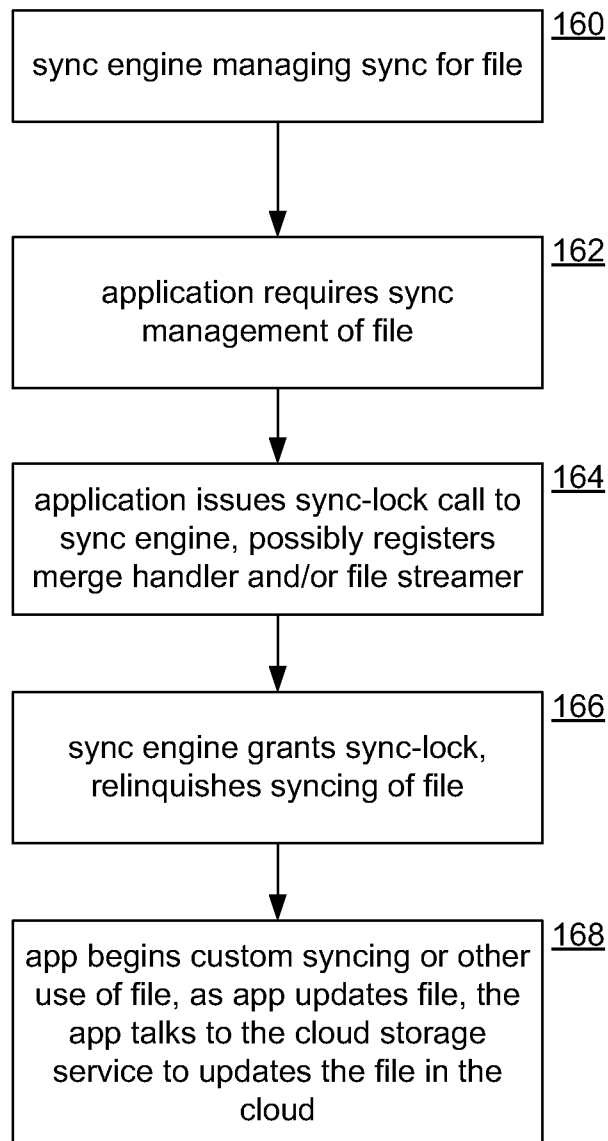 160
sync engine managing sync for file
162
application requires sync
management of file
164
application issues sync-lock call to
sync engine, possibly registers
merge handler and/or file streamer
166
sync engine grants sync-lock,
relinquishes syncing of file
168
app begins custom syncing or other
use of file, as app updates file, the
app talks to the cloud storage
service to updates the file in the
cloud